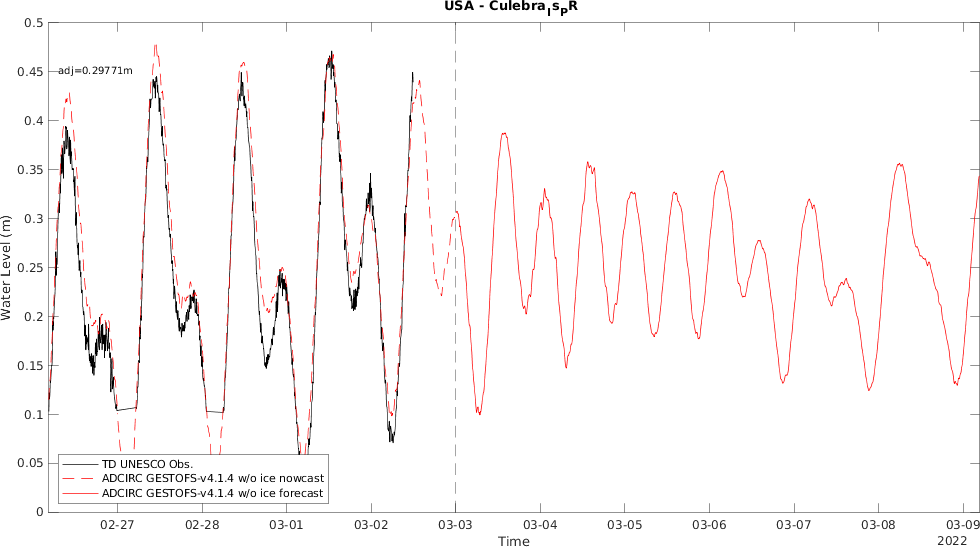 USA - CulebraIsPR
0.5
0.45
adj=0.29771m
0.4
0.35
0.3
0.25
0.2
0.15
0.1
0.05
0
Water Level (m)
TD UNESCO Obs.
ADCIRC GESTOFS-v4.1.4 w/o ice nowcast
ADCIRC GESTOFS-v4.1.4 w/o ice forecast
02-27 02-28 03-01 03-02 03-03 03-04 03-05 03-06 03-07 03-08 03-09
Time
2022